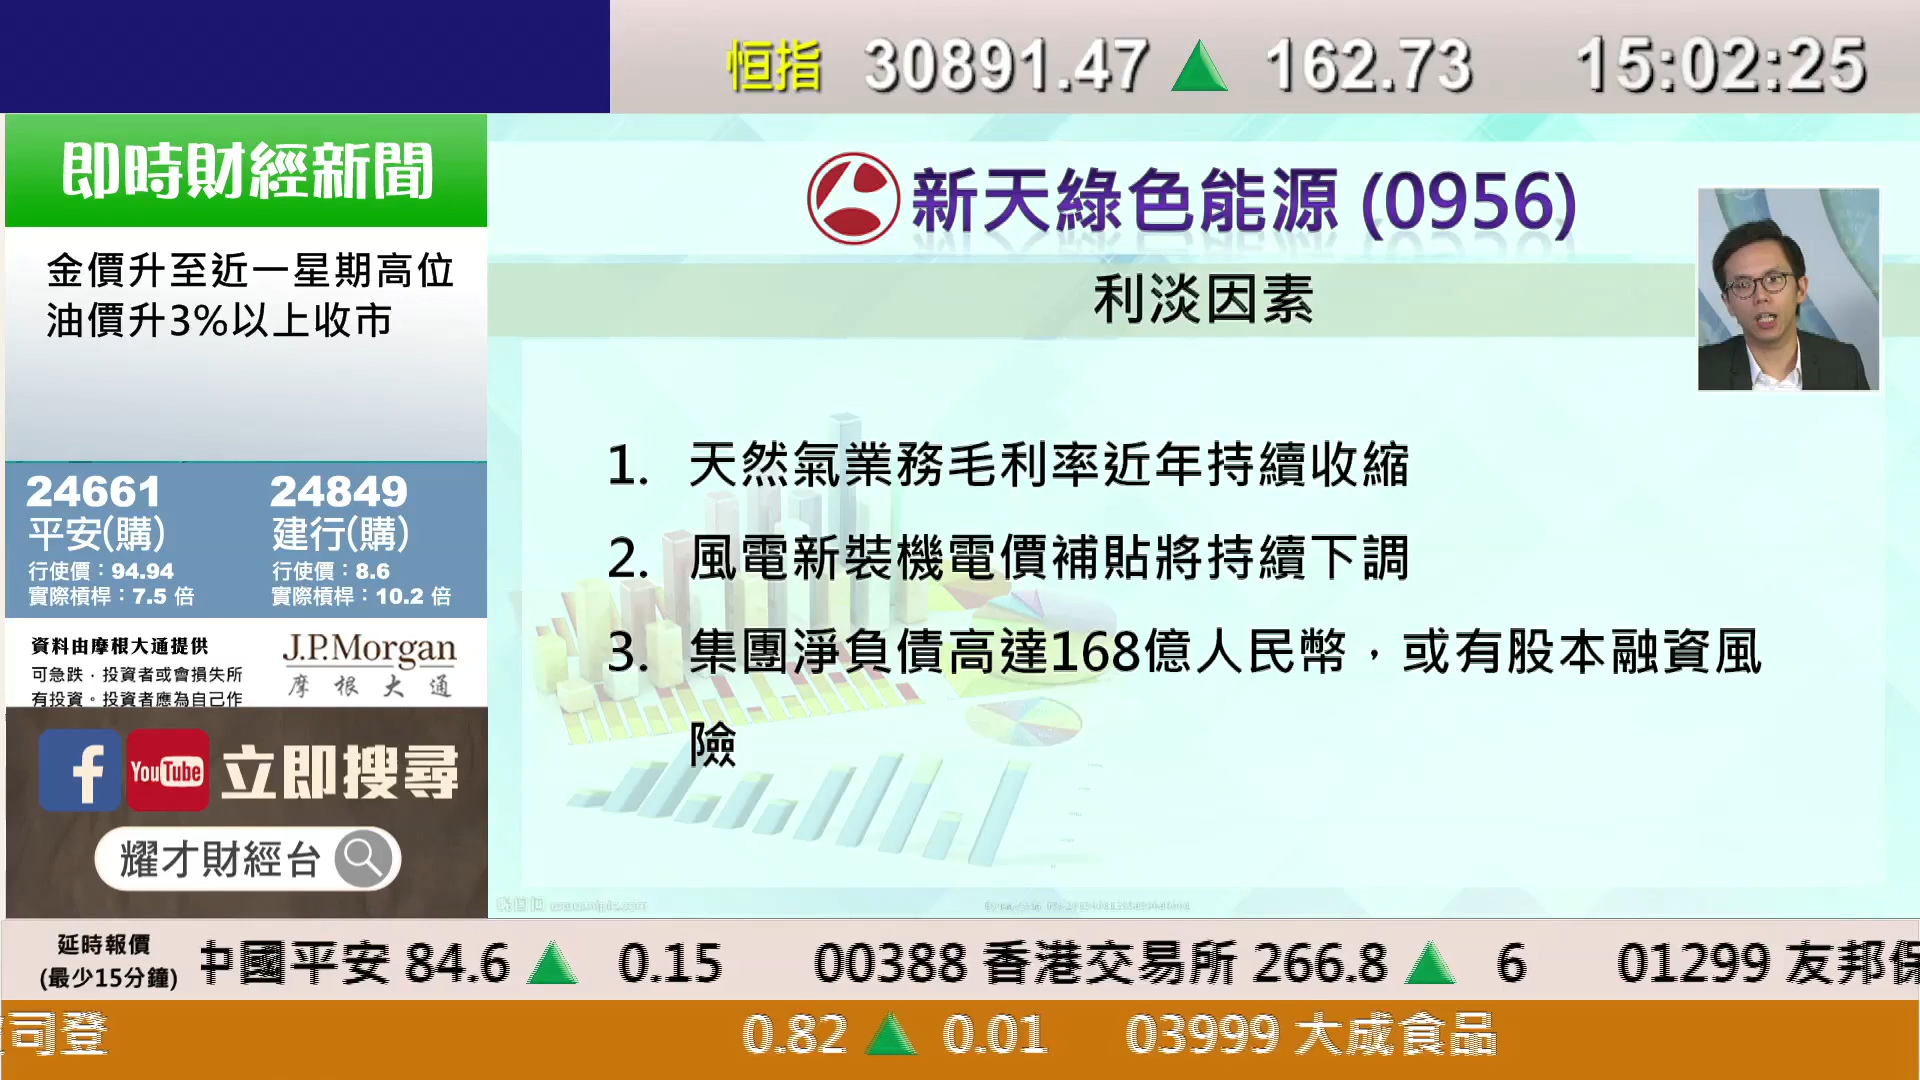 恒指 30891.47 162.73 15:02:25
即時財經新聞
金價升至近一星期高位
油價升3%以上收市
24661
平安(購)
行使價：94.94
實際槓桿：7.5 倍
24849
建行(購)
行使價：8.6
實際槓桿：10.2 倍
資料由摩根大通提供
可急跌，投資者或會損失所
有投資。投資者應為自己作
J.P.Morgan
摩根大通
立即搜尋
YouTube
耀才財經台
新天綠色能源 (0956)
利淡因素
1. 天然氣業務毛利率近年持續收縮
2. 風電新裝機電價補貼將持續下調
3. 集團淨負債高達168億人民幣，或有股本融資風
險
延時報價
(最少15分鐘)
中國平安 84.6 0.15 00388 香港交易所 266.8 6 01299 友邦保
司登 0.82 0.01 03999 大成食品